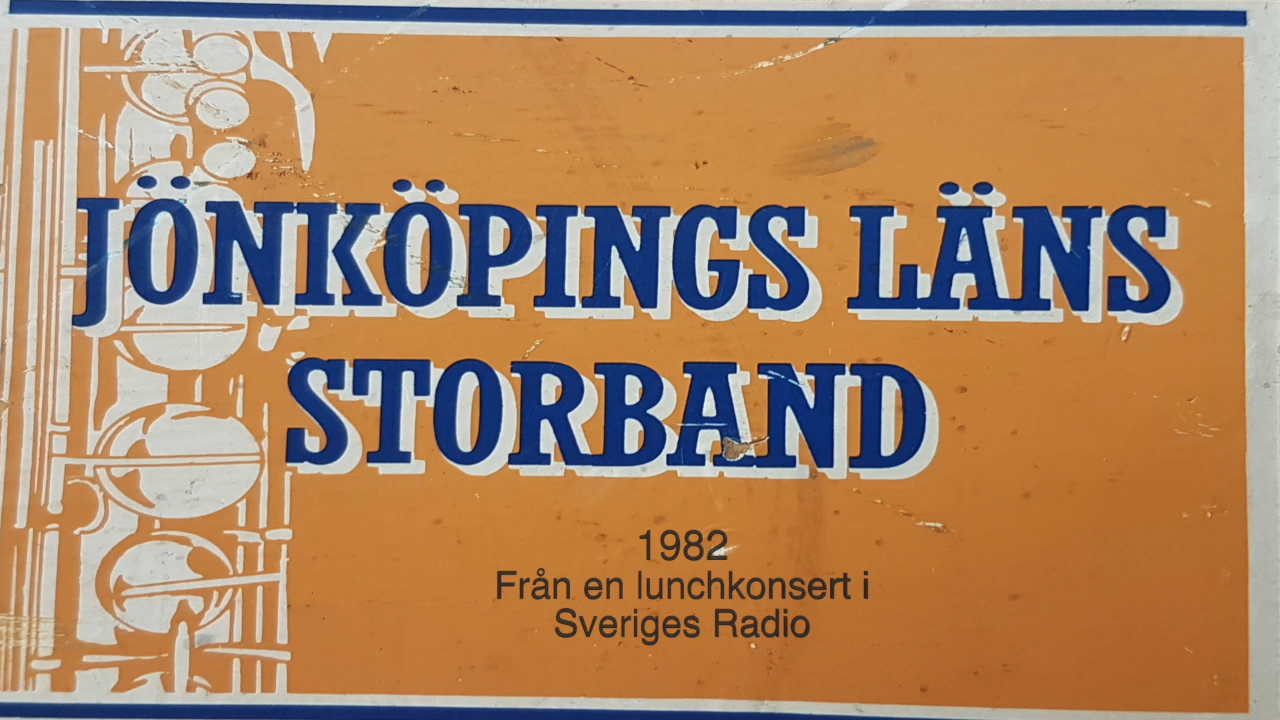 JÖNKÖPINGS LÄNS
STORBAND
1982
Från en lunchkonsert i
Sveriges Radio